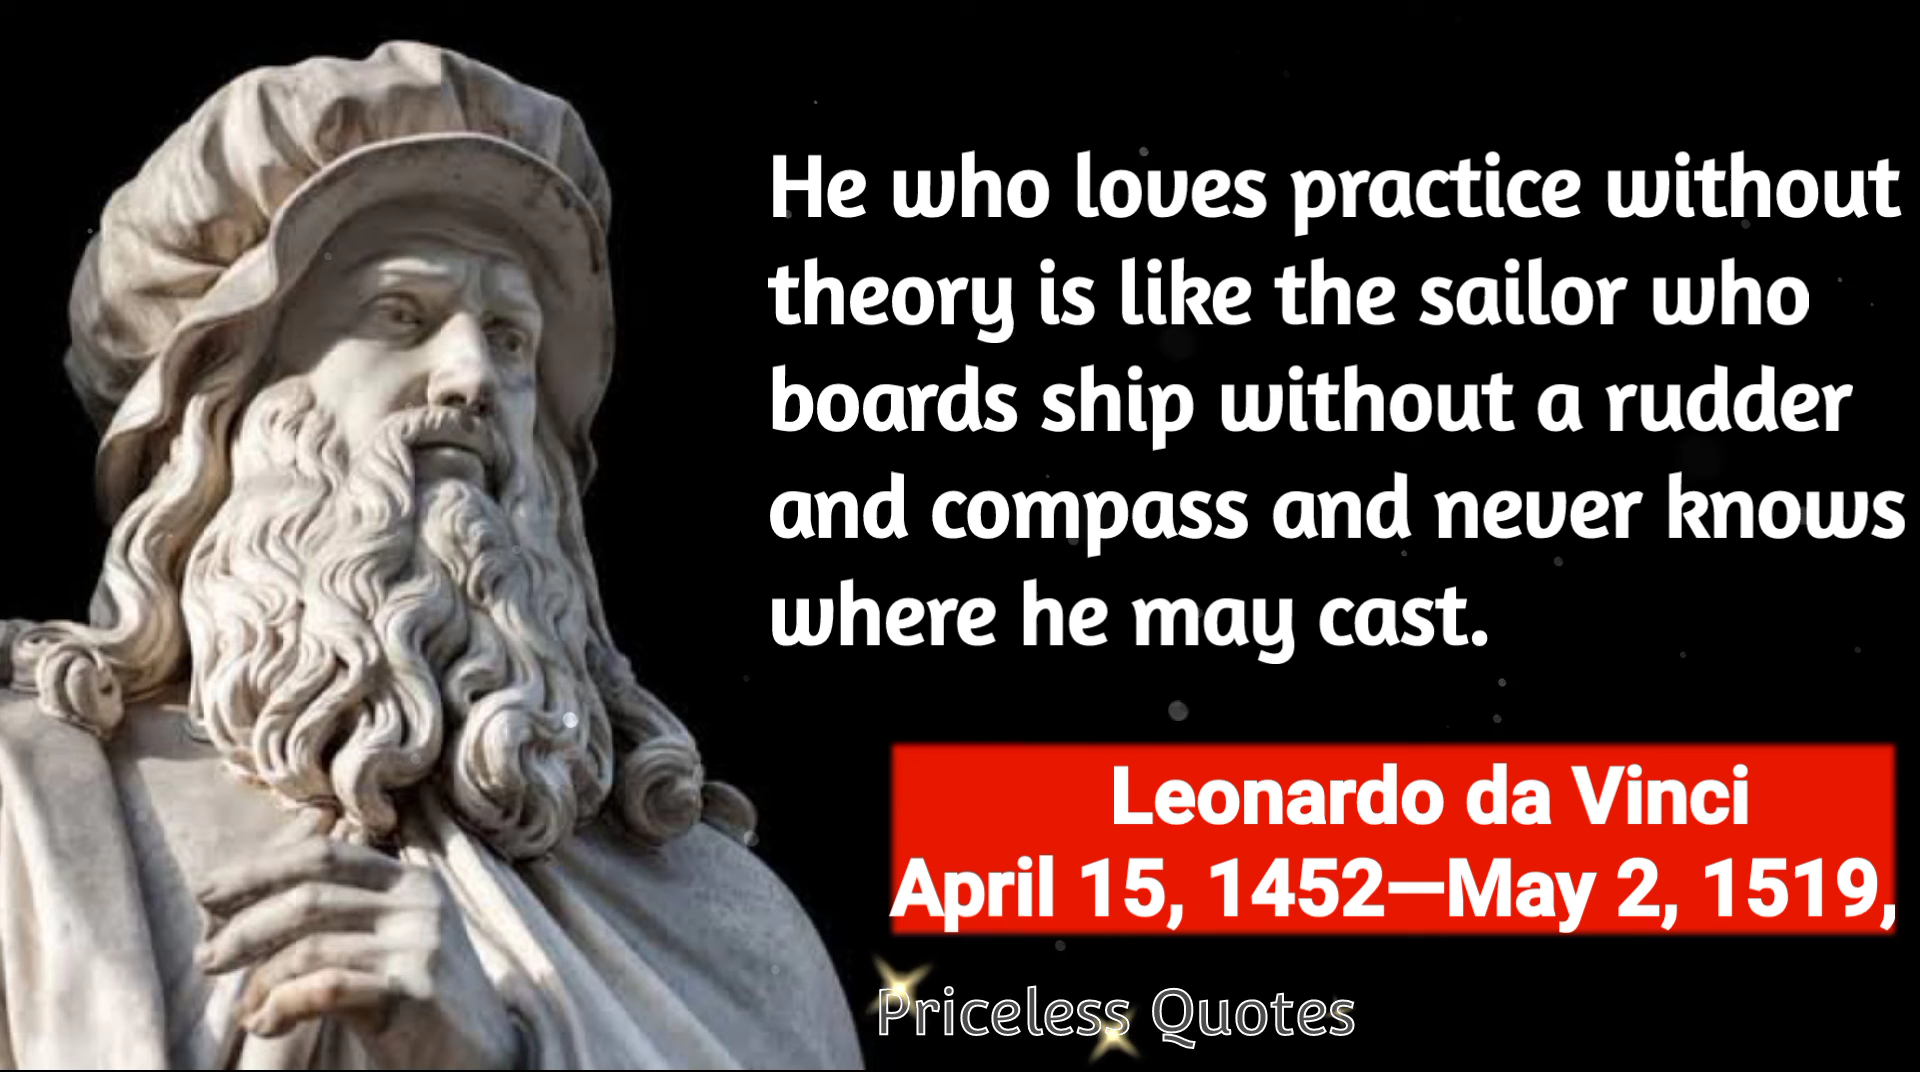 He who loves practice without
theory is like the sailor who
boards ship without a rudder
and compass and never knows
where he may cast.
Leonardo da Vinci
April 15, 1452—May 2, 1519,
Priceless Quotes